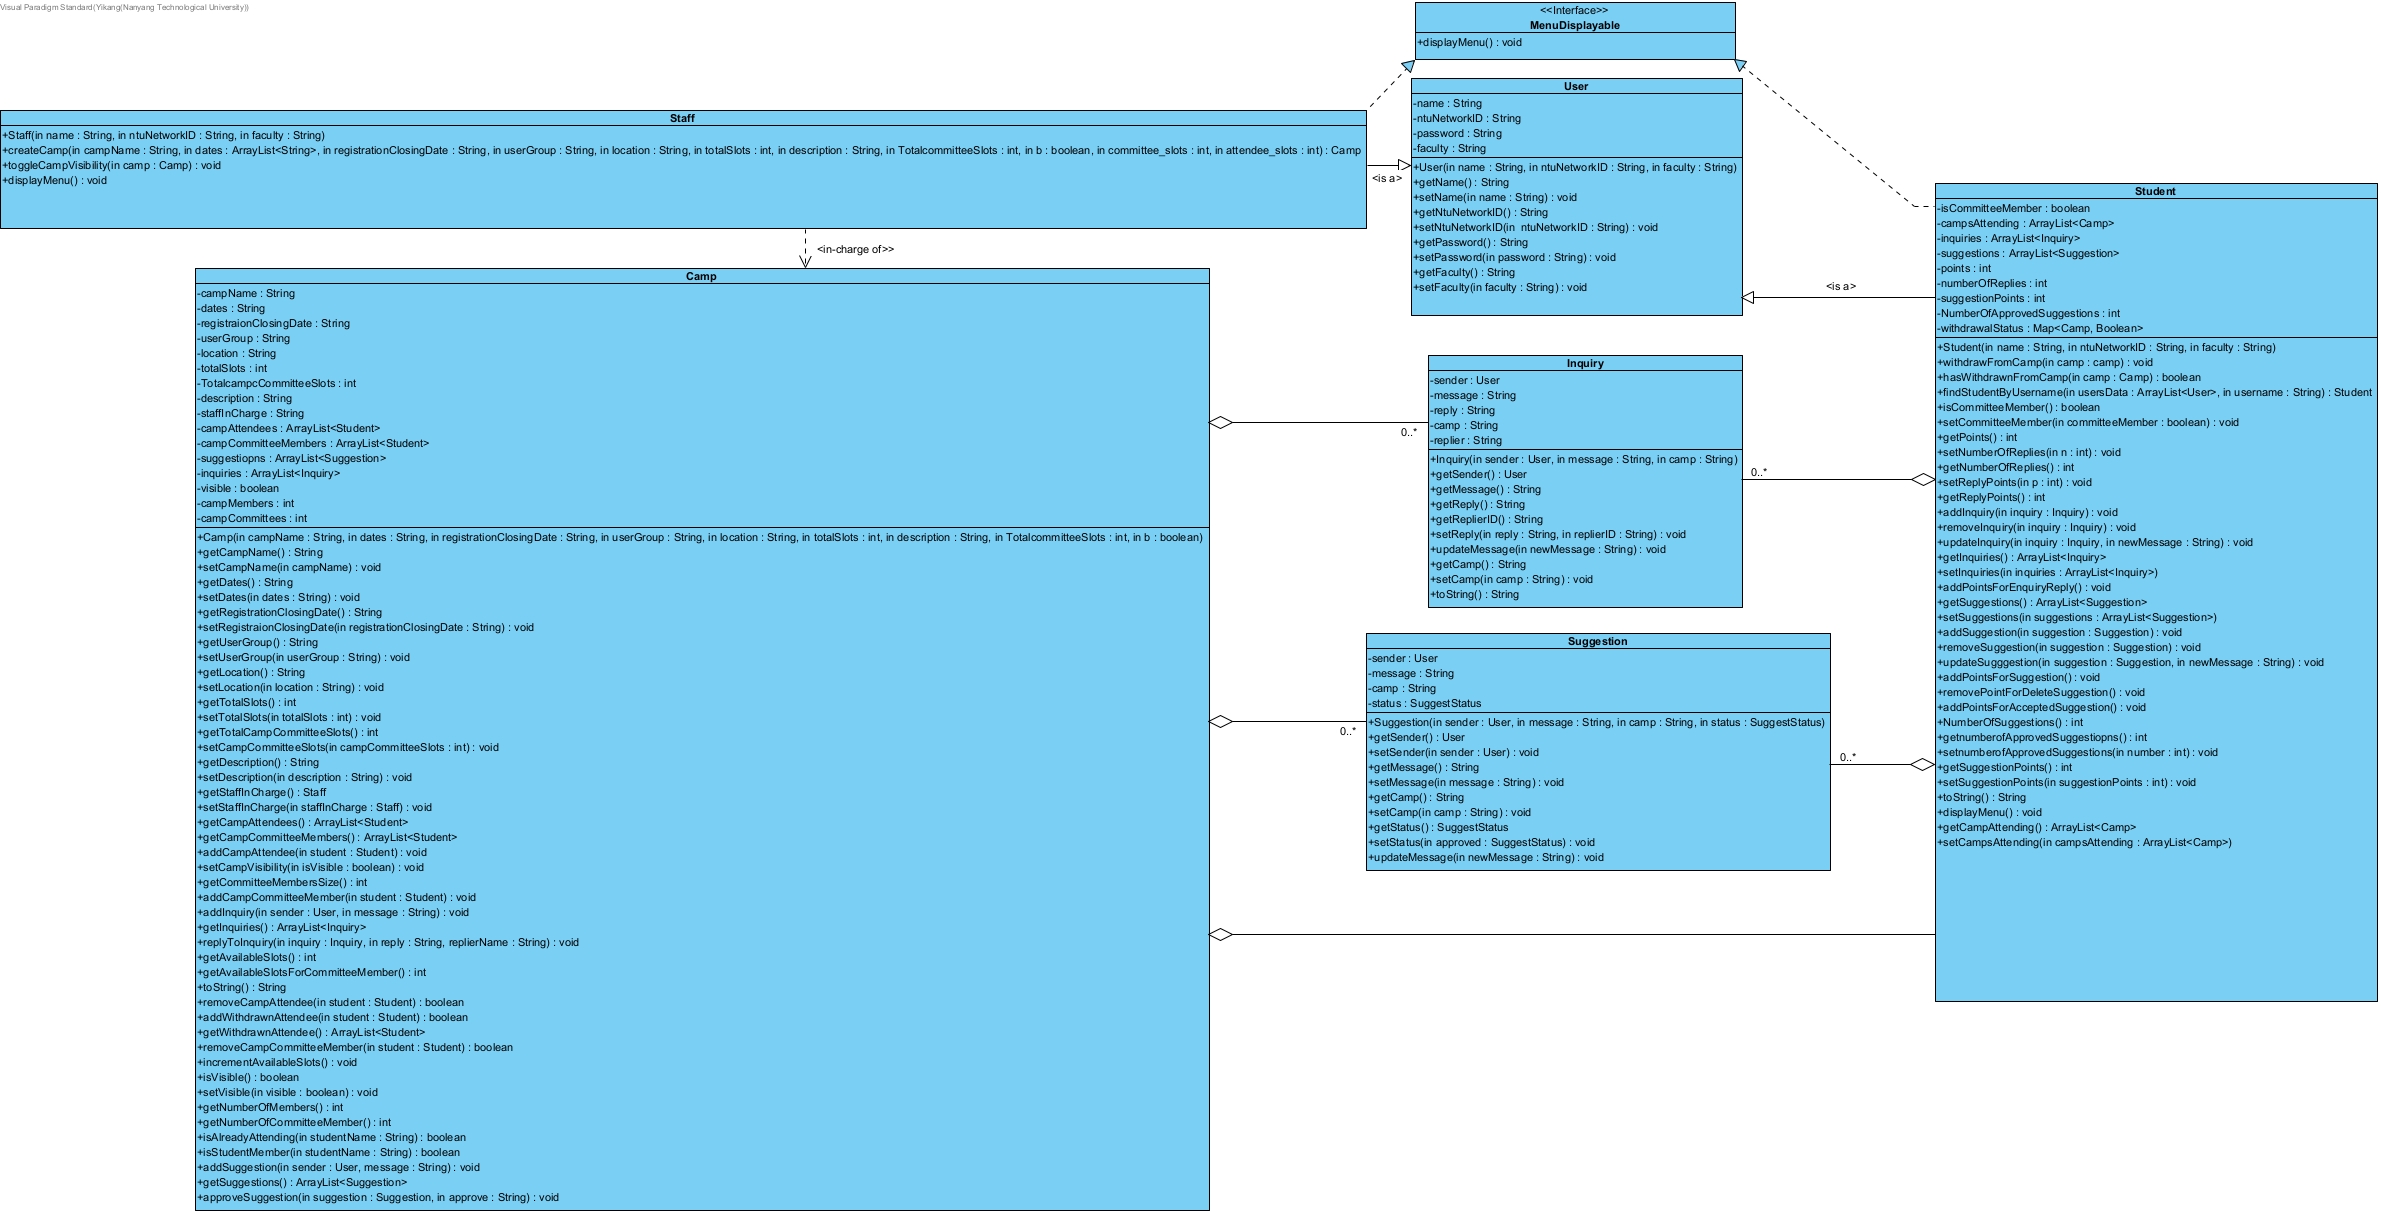 Visual Paradigm Standard(Yikang(Nanyang Technological University))
<<Interface>>
MenuDisplayable
+displayMenu() : void
Staff
+Staff(in name : String, in ntuNetworkID : String, in faculty : String)
+createCamp(in campName : String, in dates : ArrayList<String>, in registrationClosingDate : String, in userGroup : String, in location : String, in totalSlots : int, in description : String, in TotalcommitteeSlots : int, in b : boolean, in committee_slots : int, in attendee_slots : int) : Camp
+toggleCampVisibility(in camp : Camp) : void
+displayMenu() : void
<is a>
User
-name : String
-ntuNetworkID : String
-password : String
-faculty : String
+User(in name : String, in ntuNetworkID : String, in faculty : String)
+getName() : String
+setName(in name : String) : void
+getNtuNetworkID() : String
+setNtuNetworkID(in  ntuNetworkID : String) : void
+getPassword() : String
+setPassword(in password : String) : void
+getFaculty() : String
+setFaculty(in faculty : String) : void
<is a>
<in-charge of>>
Camp
-campName : String
-dates : String
-registraionClosingDate : String
-userGroup : String
-location : String
-totalSlots : int
-TotalcampcCommitteeSlots : int
-description : String
-staffInCharge : String
-campAttendees : ArrayList<Student>
-campCommitteeMembers : ArrayList<Student>
-suggestiopns : ArrayList<Suggestion>
-inquiries : ArrayList<Inquiry>
-visible : boolean
-campMembers : int
-campCommittees : int
+Camp(in campName : String, in dates : String, in registrationClosingDate : String, in userGroup : String, in location : String, in totalSlots : int, in description : String, in TotalcommitteeSlots : int, in b : boolean)
+getCampName() : String
+setCampName(in campName) : void
+getDates() : String
+setDates(in dates : String) : void
+getRegistrationClosingDate() : String
+setRegistraionClosingDate(in registrationClosingDate : String) : void
+getUserGroup() : String
+setUserGroup(in userGroup : String) : void
+getLocation() : String
+setLocation(in location : String) : void
+getTotalSlots() : int
+setTotalSlots(in totalSlots : int) : void
+getTotalCampCommitteeSlots() : int
+setCampCommitteeSlots(in campCommitteeSlots : int) : void
+getDescription() : String
+setDescription(in description : String) : void
+getStaffInCharge() : Staff
+setStaffInCharge(in staffInCharge : Staff) : void
+getCampAttendees() : ArrayList<Student>
+getCampCommitteeMembers() : ArrayList<Student>
+addCampAttendee(in student : Student) : void
+setCampVisibility(in isVisible : boolean) : void
+getCommitteeMembersSize() : int
+addCampCommitteeMember(in student : Student) : void
+addInquiry(in sender : User, in message : String) : void
+getInquiries() : ArrayList<Inquiry>
+replyToInquiry(in inquiry : Inquiry, in reply : String, replierName : String) : void
+getAvailableSlots() : int
+getAvailableSlotsForCommitteeMember() : int
+toString() : String
+removeCampAttendee(in student : Student) : boolean
+addWithdrawnAttendee(in student : Student) : boolean
+getWithdrawnAttendee() : ArrayList<Student>
+removeCampCommitteeMember(in student : Student) : boolean
+incrementAvailableSlots() : void
+isVisible() : boolean
+setVisible(in visible : boolean) : void
+getNumberOfMembers() : int
+getNumberOfCommitteeMember() : int
+isAlreadyAttending(in studentName : String) : boolean
+isStudentMember(in studentName : String) : boolean
+addSuggestion(in sender : User, message : String) : void
+getSuggestions() : ArrayList<Suggestion>
+approveSuggestion(in suggestion : Suggestion, in approve : String) : void
0..*
Inquiry
-sender : User
-message : String
-reply : String
-camp : String
-replier : String
+Inquiry(in sender : User, in message : String, in camp : String)
+getSender() : User
+getMessage() : String
+getReply() : String
+getReplierID() : String
+setReply(in reply : String, in replierID : String) : void
+updateMessage(in newMessage : String) : void
+getCamp() : String
+setCamp(in camp : String) : void
+toString() : String
0..*
0..*
Suggestion
-sender : User
-message : String
-camp : String
-status : SuggestStatus
+Suggestion(in sender : User, in message : String, in camp : String, in status : SuggestStatus)
+getSender() : User
+setSender(in sender : User) : void
+getMessage() : String
+setMessage(in message : String) : void
+getCamp() : String
+setCamp(in camp : String) : void
+getStatus() : SuggestStatus
+setStatus(in approved : SuggestStatus) : void
+updateMessage(in newMessage : String) : void
0..*
Student
-isCommitteeMember : boolean
-campsAttending : ArrayList<Camp>
-inquiries : ArrayList<Inquiry>
-suggestions : ArrayList<Suggestion>
-points : int
-numberOfReplies : int
-suggestionPoints : int
-NumberOfApprovedSuggestions : int
-withdrawalStatus : Map<Camp, Boolean>
+Student(in name : String, in ntuNetworkID : String, in faculty : String)
+withdrawFromCamp(in camp : camp) : void
+hasWithdrawnFromCamp(in camp : Camp) : boolean
+findStudentByUsername(in usersData : ArrayList<User>, in username : String) : Student
+isCommitteeMember() : boolean
+setCommitteeMember(in committeeMember : boolean) : void
+getPoints() : int
+setNumberOfReplies(in n : int) : void
+getNumberOfReplies() : int
+setReplyPoints(in p : int) : void
+getReplyPoints() : int
+addInquiry(in inquiry : Inquiry) : void
+removeInquiry(in inquiry : Inquiry) : void
+updateInquiry(in inquiry : Inquiry, in newMessage : String) : void
+getInquiries() : ArrayList<Inquiry>
+setInquiries(in inquiries : ArrayList<Inquiry>)
+addPointsForEnquiryReply() : void
+getSuggestions() : ArrayList<Suggestion>
+setSuggestions(in suggestions : ArrayList<Suggestion>)
+addSuggestion(in suggestion : Suggestion) : void
+removeSuggestion(in suggestion : Suggestion) : void
+updateSugggestion(in suggestion : Suggestion, in newMessage : String) : void
+addPointsForSuggestion() : void
+removePointForDeleteSuggestion() : void
+addPointsForAcceptedSuggestion() : void
+NumberOfSuggestions() : int
+getnumberofApprovedSuggestiopns() : int
+setnumberofApprovedSuggestions(in number : int) : void
+getSuggestionPoints() : int
+setSuggestionPoints(in suggestionPoints : int) : void
+toString() : String
+displayMenu() : void
+getCampAttending() : ArrayList<Camp>
+setCampsAttending(in campsAttending : ArrayList<Camp>)